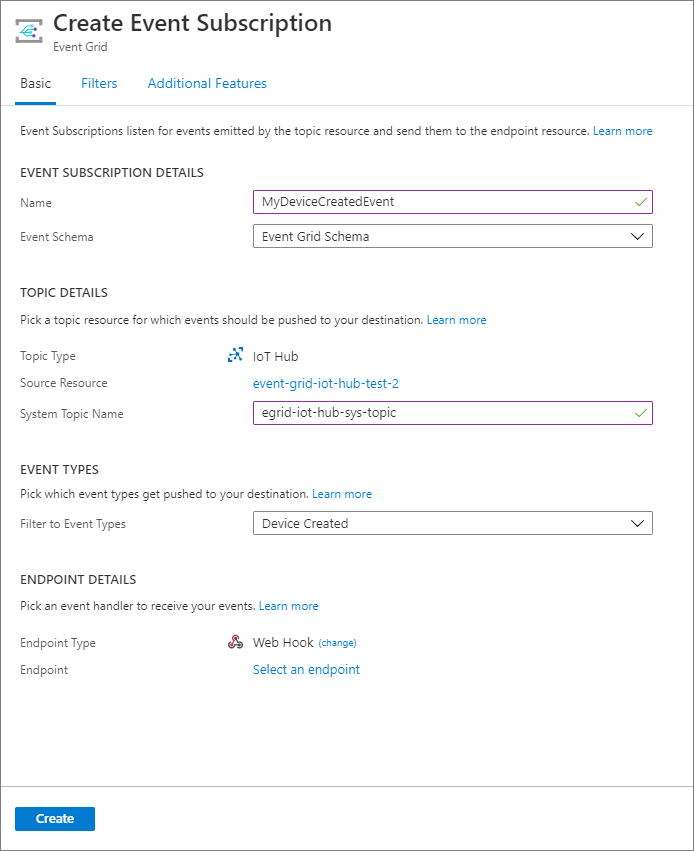 Create Event Subscription
Event Grid
Basic Filters Additional Features
Event Subscriptions listen for events emitted by the topic resource and send them to the endpoint resource. Learn more
EVENT SUBSCRIPTION DETAILS
Name MyDeviceCreatedEvent
Event Schema Event Grid Schema
TOPIC DETAILS
Pick a topic resource for which events should be pushed to your destination. Learn more
Topic Type IoT Hub
Source Resource event-grid-iot-hub-test-2
System Topic Name egrid-iot-hub-sys-topic
EVENT TYPES
Pick which event types get pushed to your destination. Learn more
Filter to Event Types Device Created
ENDPOINT DETAILS
Pick an event handler to receive your events. Learn more
Endpoint Type Web Hook (change)
Endpoint Select an endpoint
Create